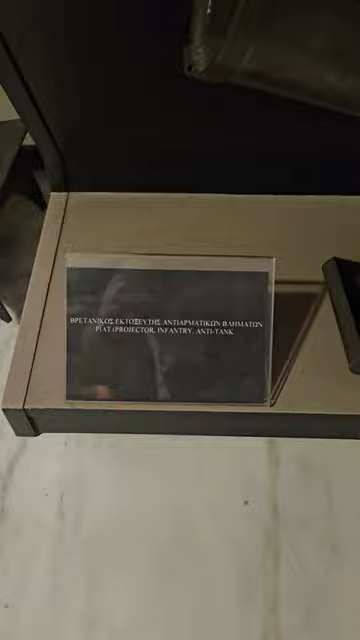 ΒΡΕΤΑΝΙΚΟΣ ΕΚΤΟΞΕΥΤΗΣ ΑΝΤΙΑΡΜΑΤΙΚΩΝ ΒΛΗΜΑΤΩΝ
PIAT (PROJECTOR, INFANTRY, ANTI-TANK